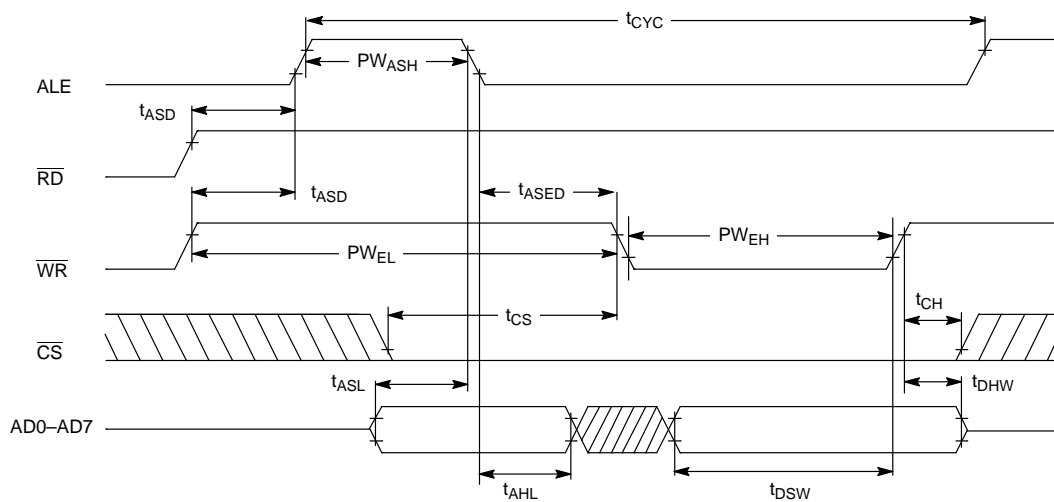 tCYC
PWASH
ALE
tASD
RD
tASD
tASED
PWEH
PWEL
WR
tCS
tCH
CS
tASL
tDHW
AD0–AD7
tAHL
tDSW